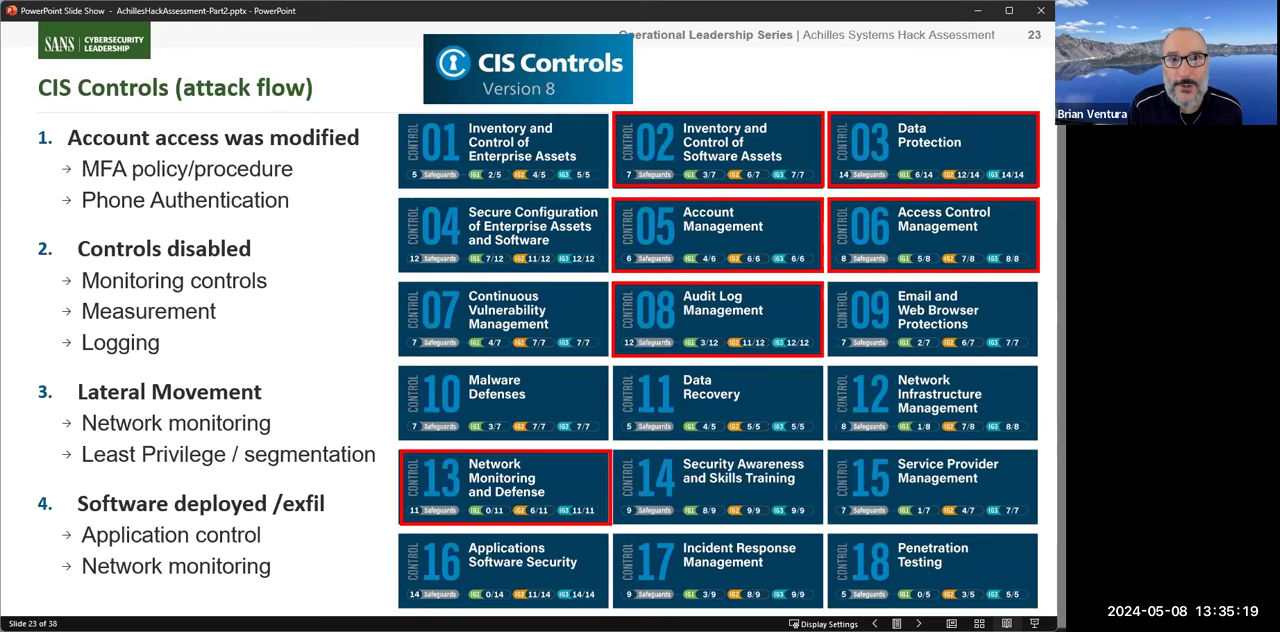 PowerPoint Slide Show - AchillesHackAssessment-Part2.pptx - PowerPoint
SANS | CYBERSECURITY
LEADERSHIP
Operational Leadership Series | Achilles Systems Hack Assessment
23
CIS Controls
Version 8
CIS Controls (attack flow)
1. Account access was modified
→ MFA policy/procedure
→ Phone Authentication
2. Controls disabled
→ Monitoring controls
→ Measurement
→ Logging
3. Lateral Movement
→ Network monitoring
→ Least Privilege / segmentation
4. Software deployed /exfil
→ Application control
→ Network monitoring
CONTROL 01
Inventory and
Control of
Enterprise Assets
5 Safeguards IG1 2/5 IG2 4/5 IG3 5/5
CONTROL 02
Inventory and
Control of
Software Assets
7 Safeguards IG1 3/7 IG2 6/7 IG3 7/7
CONTROL 03
Data
Protection
14 Safeguards IG1 6/14 IG2 12/14 IG3 14/14
CONTROL 04
Secure Configuration
of Enterprise Assets
and Software
12 Safeguards IG1 7/12 IG2 11/12 IG3 12/12
CONTROL 05
Account
Management
6 Safeguards IG1 4/6 IG2 6/6 IG3 6/6
CONTROL 06
Access Control
Management
8 Safeguards IG1 5/8 IG2 7/8 IG3 8/8
CONTROL 07
Continuous
Vulnerability
Management
7 Safeguards IG1 4/7 IG2 7/7 IG3 7/7
CONTROL 08
Audit Log
Management
12 Safeguards IG1 3/12 IG2 11/12 IG3 12/12
CONTROL 09
Email and
Web Browser
Protections
7 Safeguards IG1 2/7 IG2 6/7 IG3 7/7
CONTROL 10
Malware
Defenses
7 Safeguards IG1 3/7 IG2 7/7 IG3 7/7
CONTROL 11
Data
Recovery
5 Safeguards IG1 4/5 IG2 5/5 IG3 5/5
CONTROL 12
Network
Infrastructure
Management
8 Safeguards IG1 1/8 IG2 7/8 IG3 8/8
CONTROL 13
Network
Monitoring
and Defense
11 Safeguards IG1 0/11 IG2 6/11 IG3 11/11
CONTROL 14
Security Awareness
and Skills Training
9 Safeguards IG1 8/9 IG2 9/9 IG3 9/9
CONTROL 15
Service Provider
Management
7 Safeguards IG1 1/7 IG2 4/7 IG3 7/7
CONTROL 16
Applications
Software Security
14 Safeguards IG1 0/14 IG2 11/14 IG3 14/14
CONTROL 17
Incident Response
Management
9 Safeguards IG1 3/9 IG2 8/9 IG3 9/9
CONTROL 18
Penetration
Testing
5 Safeguards IG1 0/5 IG2 3/5 IG3 5/5
Brian Ventura
2024-05-08 13:35:19
Slide 23 of 38
Display Settings